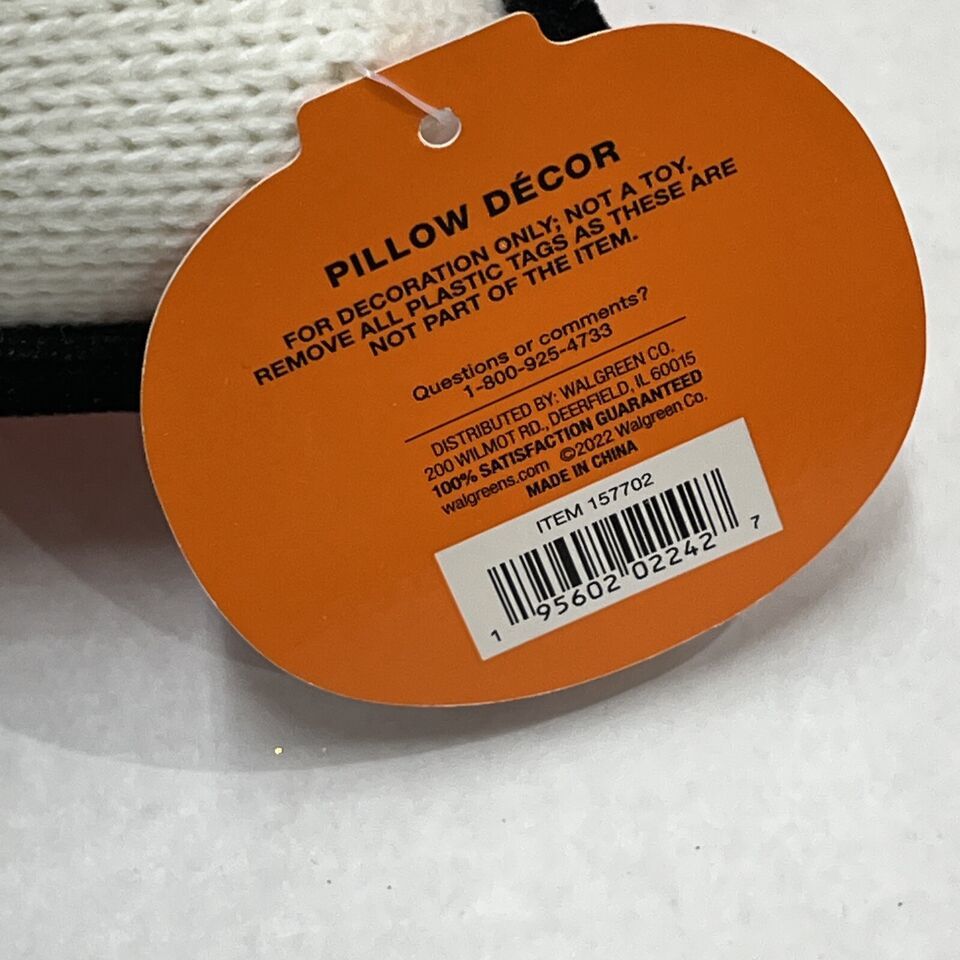 PILLOW DÉCOR
FOR DECORATION ONLY; NOT A TOY.
REMOVE ALL PLASTIC TAGS AS THESE ARE
NOT PART OF THE ITEM.
Questions or comments?
1-800-925-4733
DISTRIBUTED BY: WALGREEN CO.
200 WILMOT RD., DEERFIELD, IL 60015
100% SATISFACTION GUARANTEED
walgreens.com ©2022 Walgreen Co.
MADE IN CHINA
ITEM 157702
1 95602 02242 7